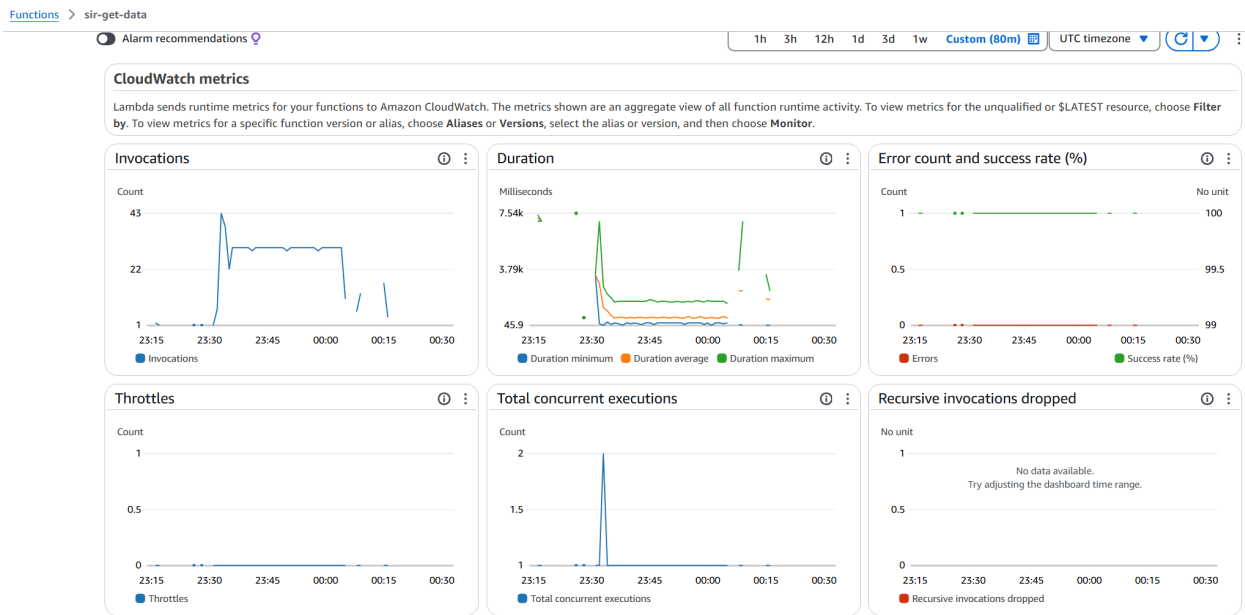 Functions > sir-get-data
Alarm recommendations
1h 3h 12h 1d 3d 1w Custom (80m) UTC timezone
CloudWatch metrics
Lambda sends runtime metrics for your functions to Amazon CloudWatch. The metrics shown are an aggregate view of all function runtime activity. To view metrics for the unqualified or $LATEST resource, choose Filter
by. To view metrics for a specific function version or alias, choose Aliases or Versions, select the alias or version, and then choose Monitor.
Invocations
Count
43
22
1
23:15 23:30 23:45 00:00 00:15 00:30
Invocations
Duration
Milliseconds
7.54k
3.79k
45.9
23:15 23:30 23:45 00:00 00:15 00:30
Duration minimum Duration average Duration maximum
Error count and success rate (%)
Count No unit
1 100
0.5 99.5
0 99
23:15 23:30 23:45 00:00 00:15 00:30
Errors Success rate (%)
Throttles
Count
1
0.5
0
23:15 23:30 23:45 00:00 00:15 00:30
Throttles
Total concurrent executions
Count
2
1.5
1
23:15 23:30 23:45 00:00 00:15 00:30
Total concurrent executions
Recursive invocations dropped
No unit
1
No data available.
Try adjusting the dashboard time range.
0.5
0
23:15 23:30 23:45 00:00 00:15 00:30
Recursive invocations dropped